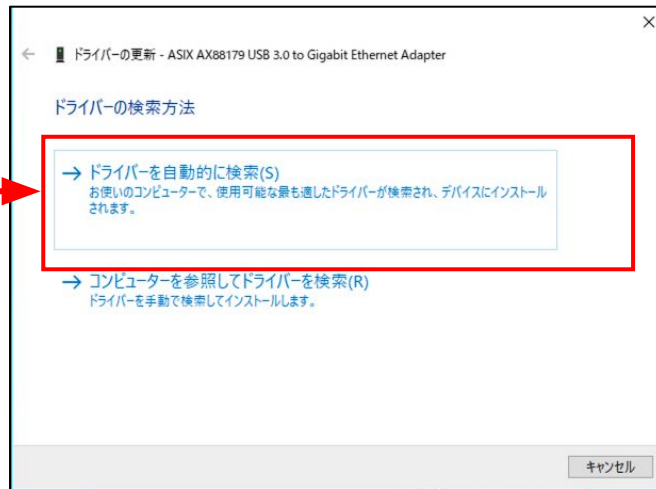 ドライバーの更新 - ASIX AX88179 USB 3.0 to Gigabit Ethernet Adapter
ドライバーの検索方法
→ ドライバーを自動的に検索(S)
お使いのコンピューターで、使用可能な最も適したドライバーが検索され、デバイスにインストール
されます。
→ コンピューターを参照してドライバーを検索(R)
ドライバーを手動で検索してインストールします。
キャンセル